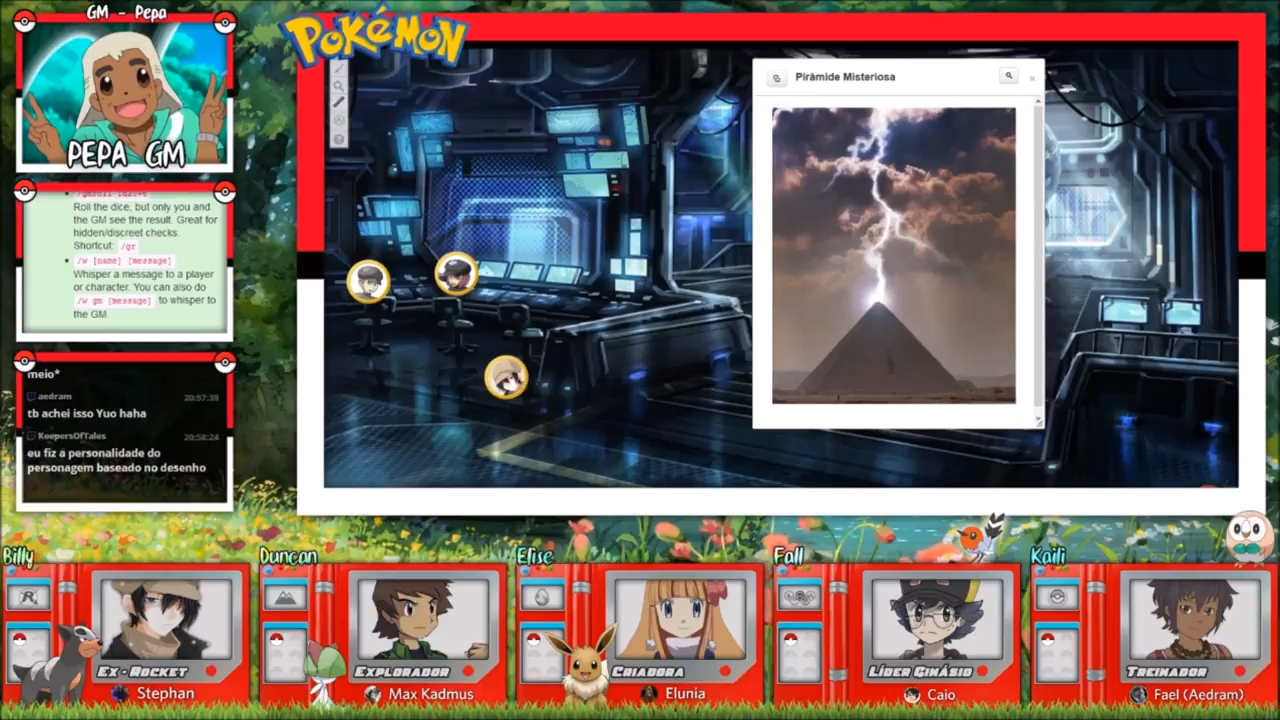 GM - Pepa
PEPA GM
POKéMON
Pirâmide Misteriosa
Roll the dice, but only you and
the GM see the result. Great for
hidden/discreet checks.
Shortcut: /gr
/w [name] [message]
Whisper a message to a player
or character. You can also do
/w gm [message] to whisper to
the GM.
meio*
aedram 20:57:39
tb achei isso Yuo haha
KeepersOfTales 20:58:24
eu fiz a personalidade do
personagem baseado no desenho
Billy
R
Ex - Rocket
Stephan
Duncan
Explorador
Max Kadmus
Elise
Criadora
Elunia
Fall
Líder Ginásio
Caio
Kaili
Treinador
Fael (Aedram)